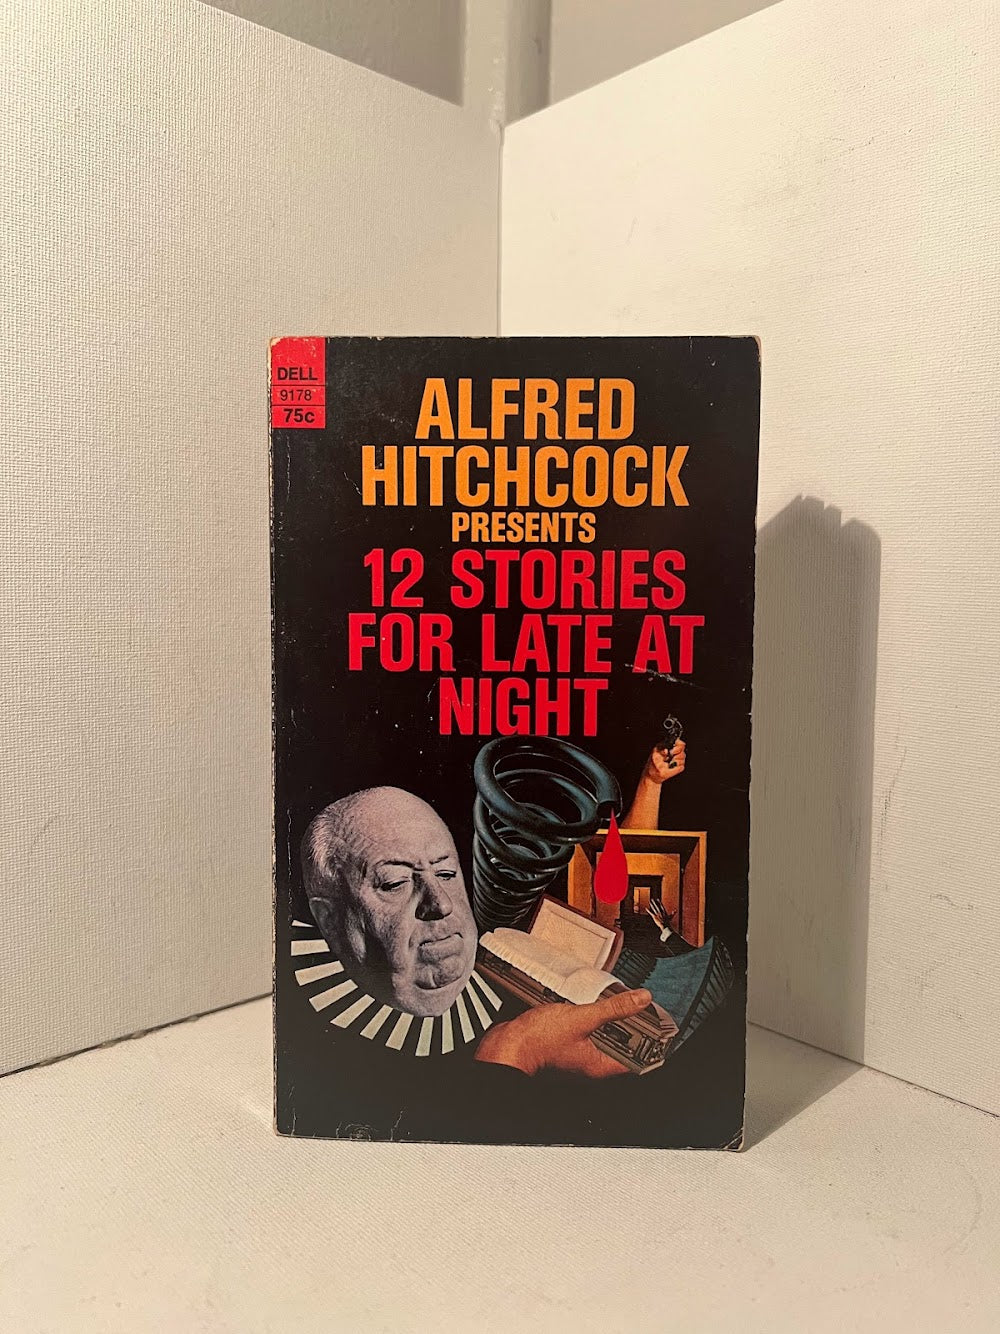 DELL
9178
75c
ALFRED
HITCHCOCK
PRESENTS
12 STORIES
FOR LATE AT
NIGHT